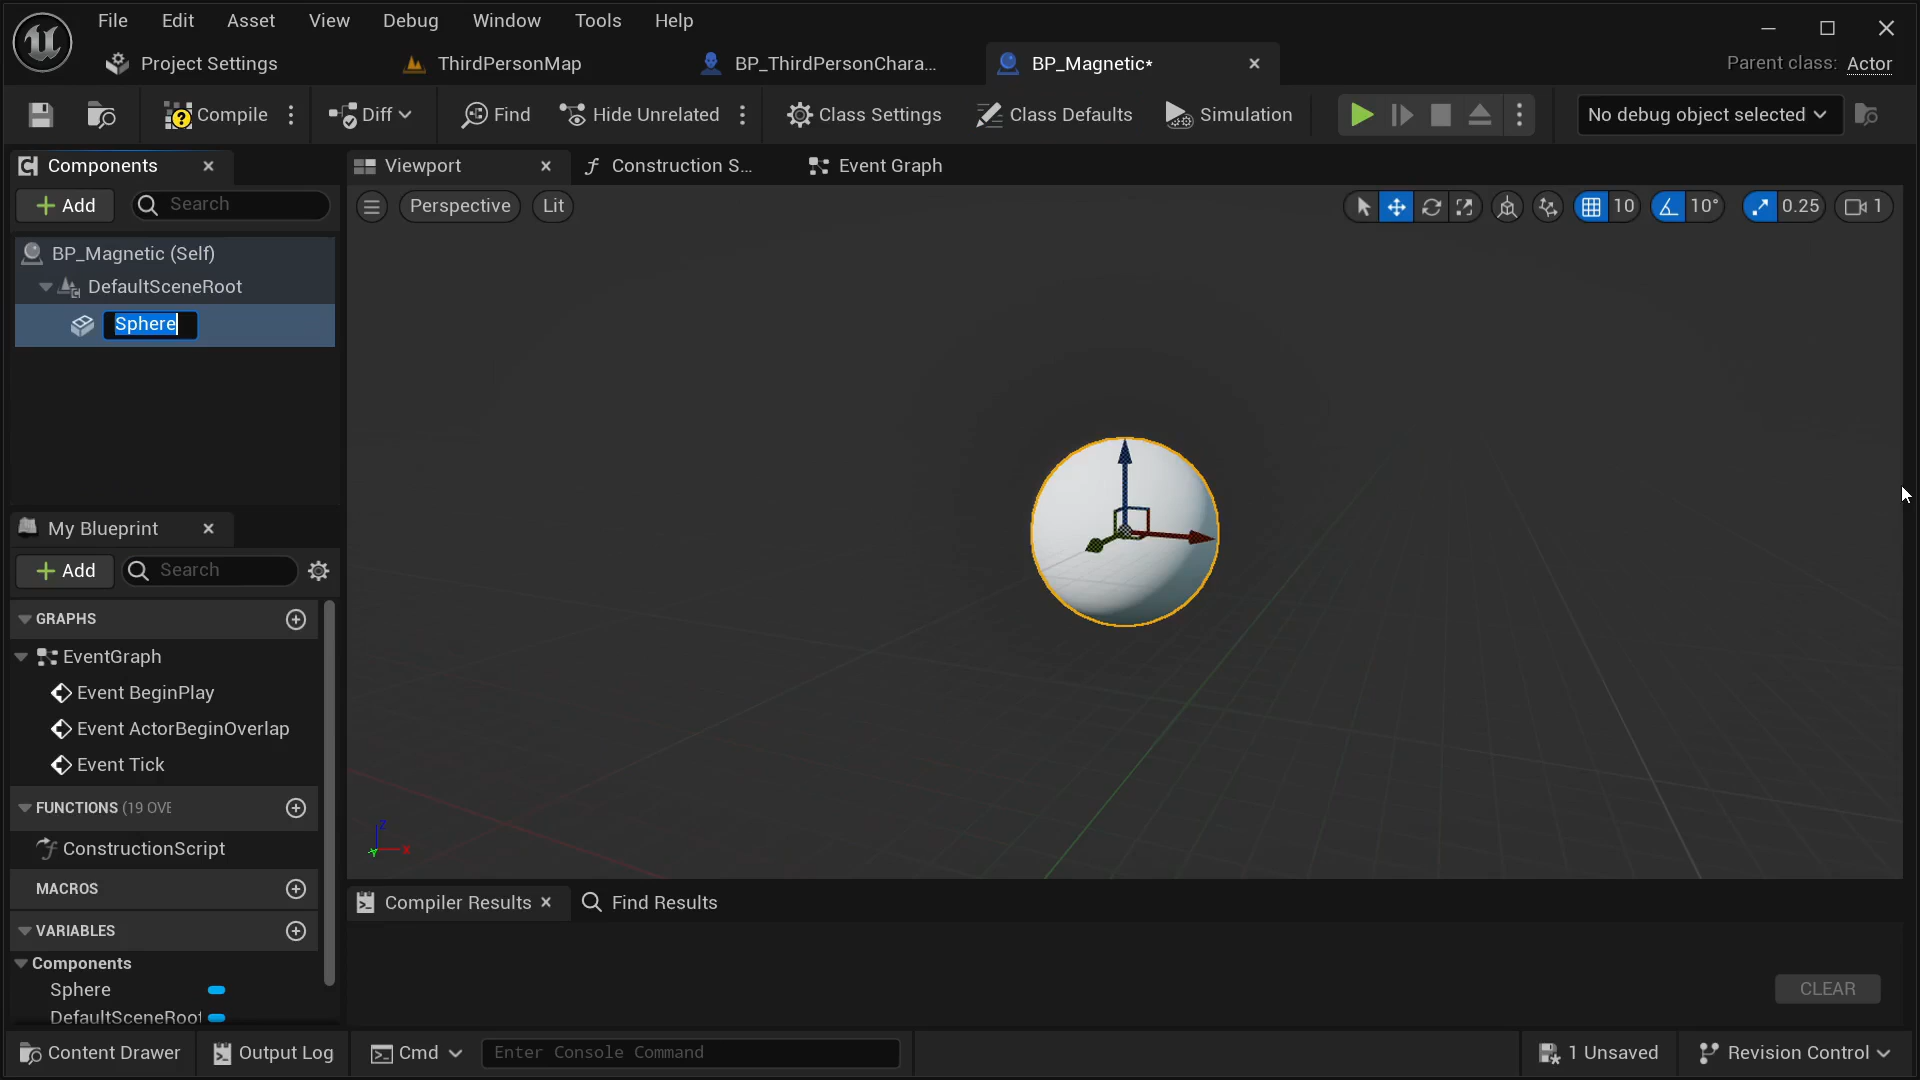 File Edit Asset View Debug Window Tools Help
Project Settings ThirdPersonMap BP_ThirdPersonChara... BP_Magnetic* Parent class: Actor
Compile Diff Find Hide Unrelated Class Settings Class Defaults Simulation No debug object selected
Components Viewport Construction S... Event Graph
Add Search Perspective Lit 10 10° 0.25 1
BP_Magnetic (Self)
DefaultSceneRoot
Sphere
My Blueprint
Add Search
GRAPHS
EventGraph
Event BeginPlay
Event ActorBeginOverlap
Event Tick
FUNCTIONS (19 OVE
ConstructionScript
MACROS
VARIABLES
Components
Sphere
DefaultSceneRoot
Z
X
Y
Compiler Results Find Results
CLEAR
Content Drawer Output Log Cmd Enter Console Command 1 Unsaved Revision Control